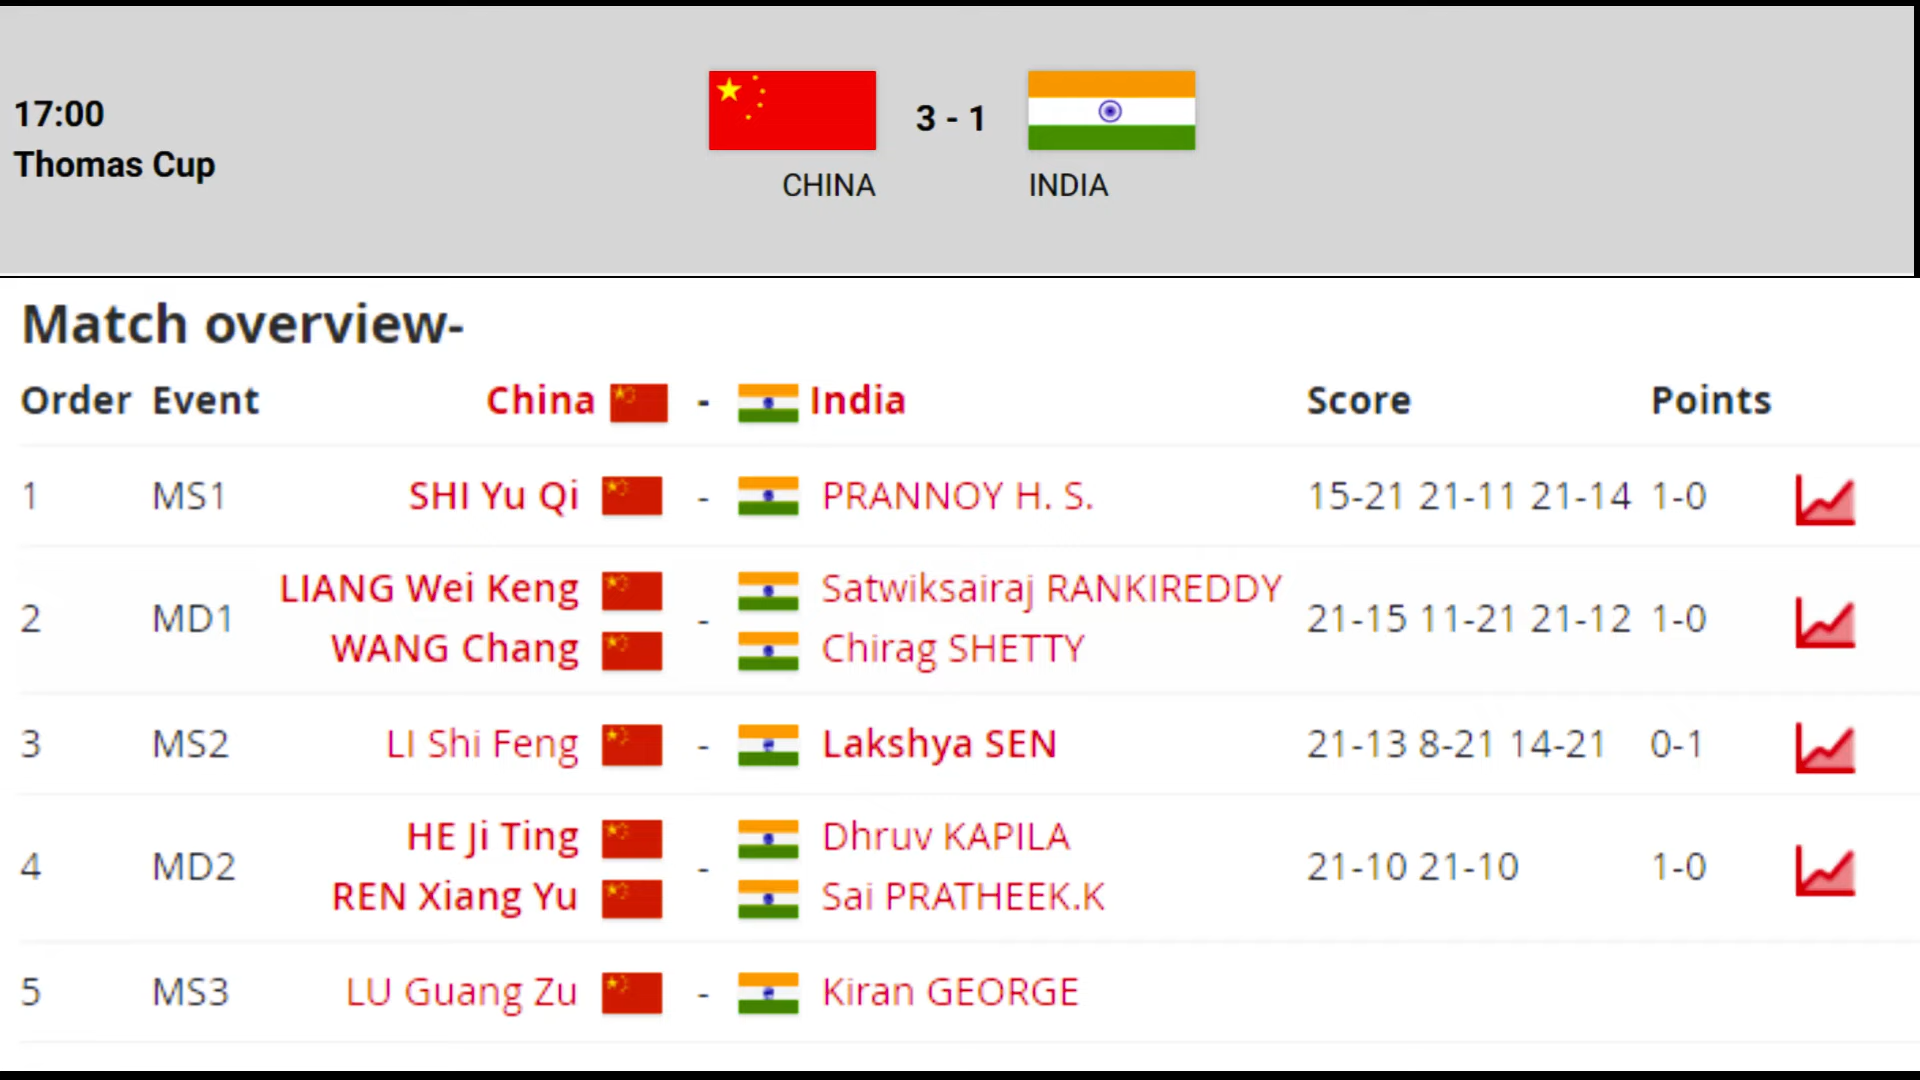 17:00
Thomas Cup
3 - 1
CHINA INDIA
Match overview-
Order Event China - India Score Points
1 MS1 SHI Yu Qi - PRANNOY H. S. 15-21 21-11 21-14 1-0
LIANG Wei Keng Satwiksairaj RANKIREDDY
2 MD1 - 21-15 11-21 21-12 1-0
WANG Chang Chirag SHETTY
3 MS2 LI Shi Feng - Lakshya SEN 21-13 8-21 14-21 0-1
HE Ji Ting Dhruv KAPILA
4 MD2 - 21-10 21-10 1-0
REN Xiang Yu Sai PRATHEEK.K
5 MS3 LU Guang Zu - Kiran GEORGE